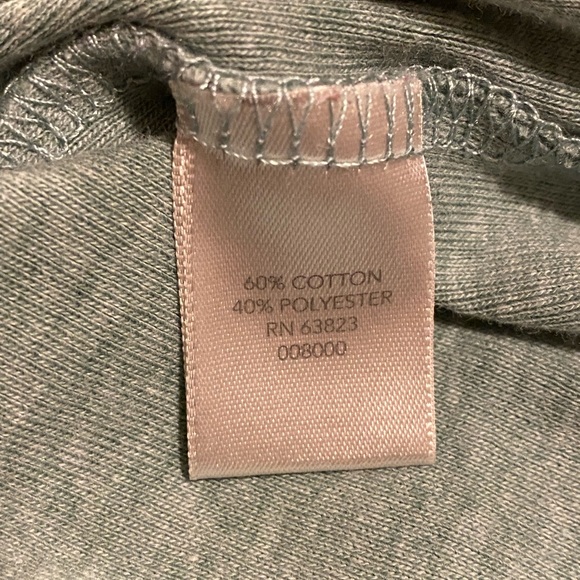 60% COTTON
40% POLYESTER
RN 63823
008000